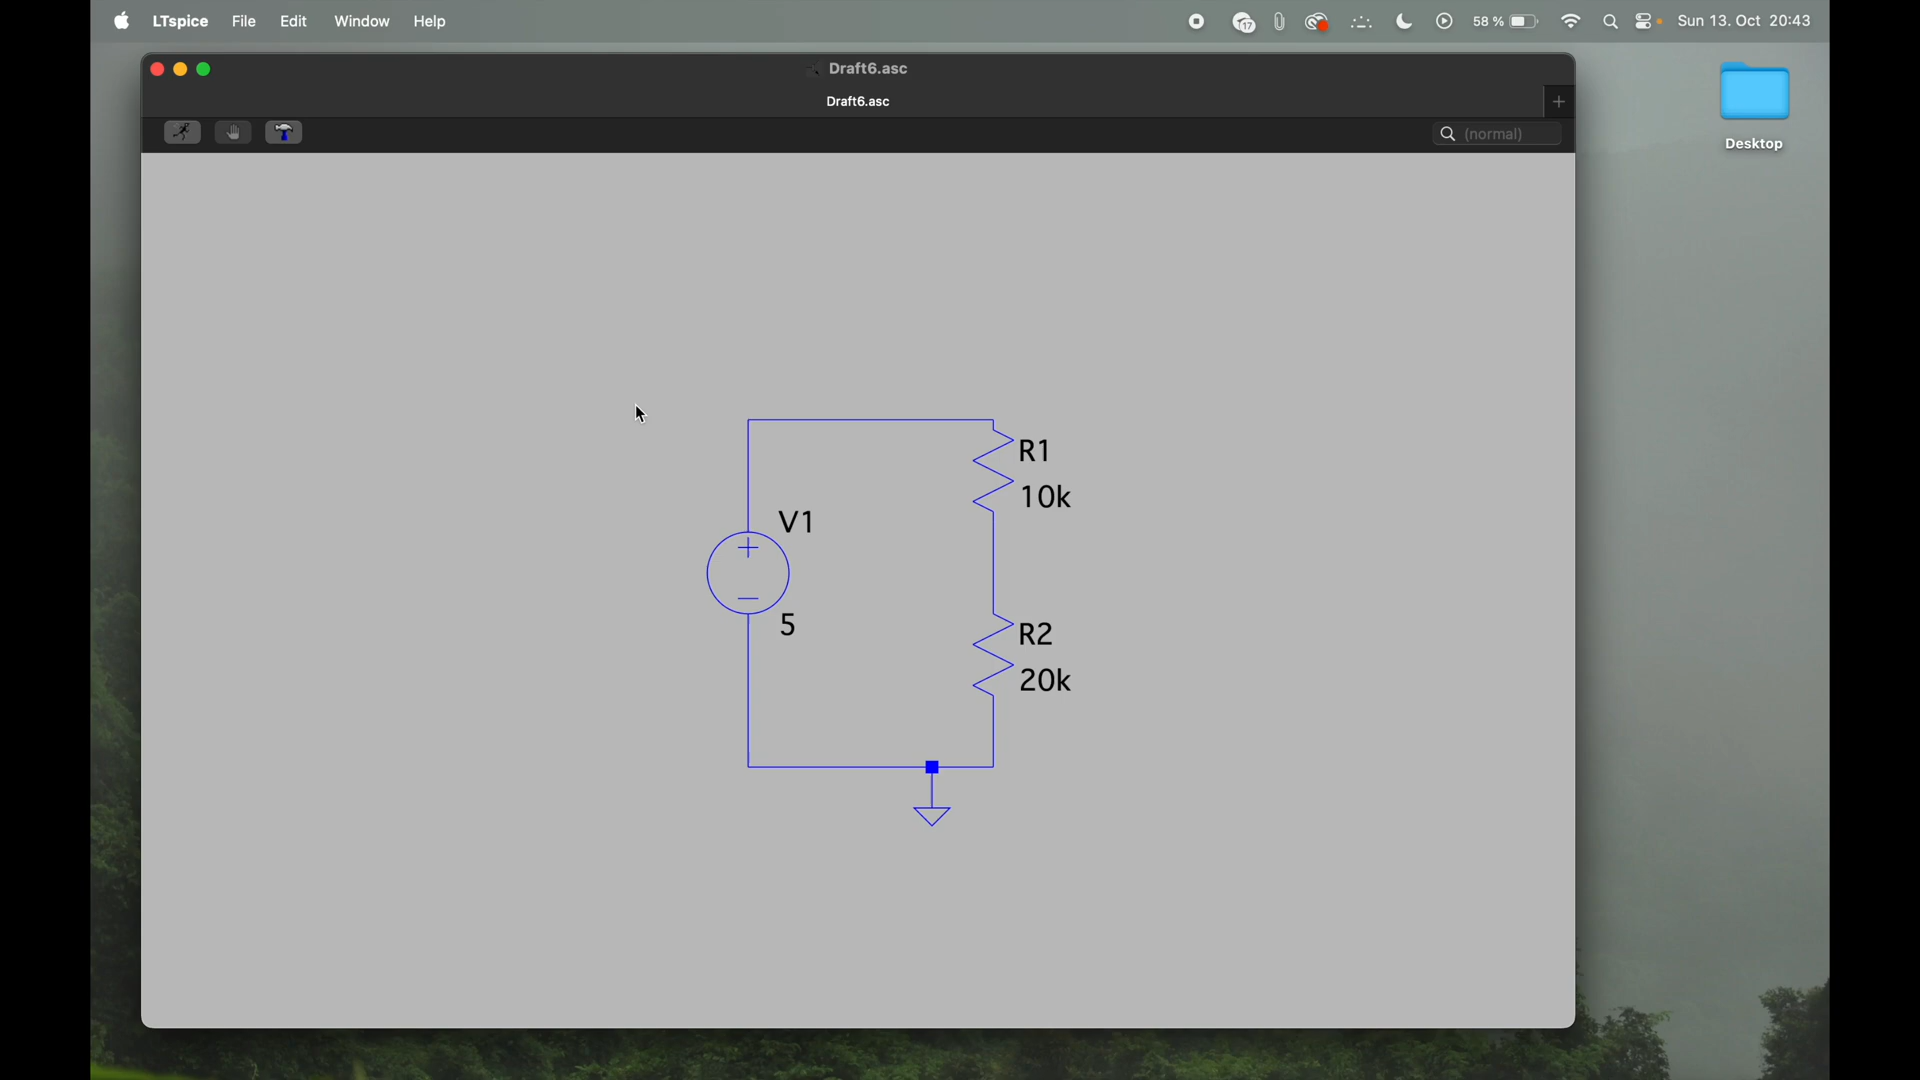 LTspice File Edit Window Help 17 58 % Sun 13. Oct 20:43
Draft6.asc
Draft6.asc
(normal)
Desktop
R1
10k
V1
5
R2
20k